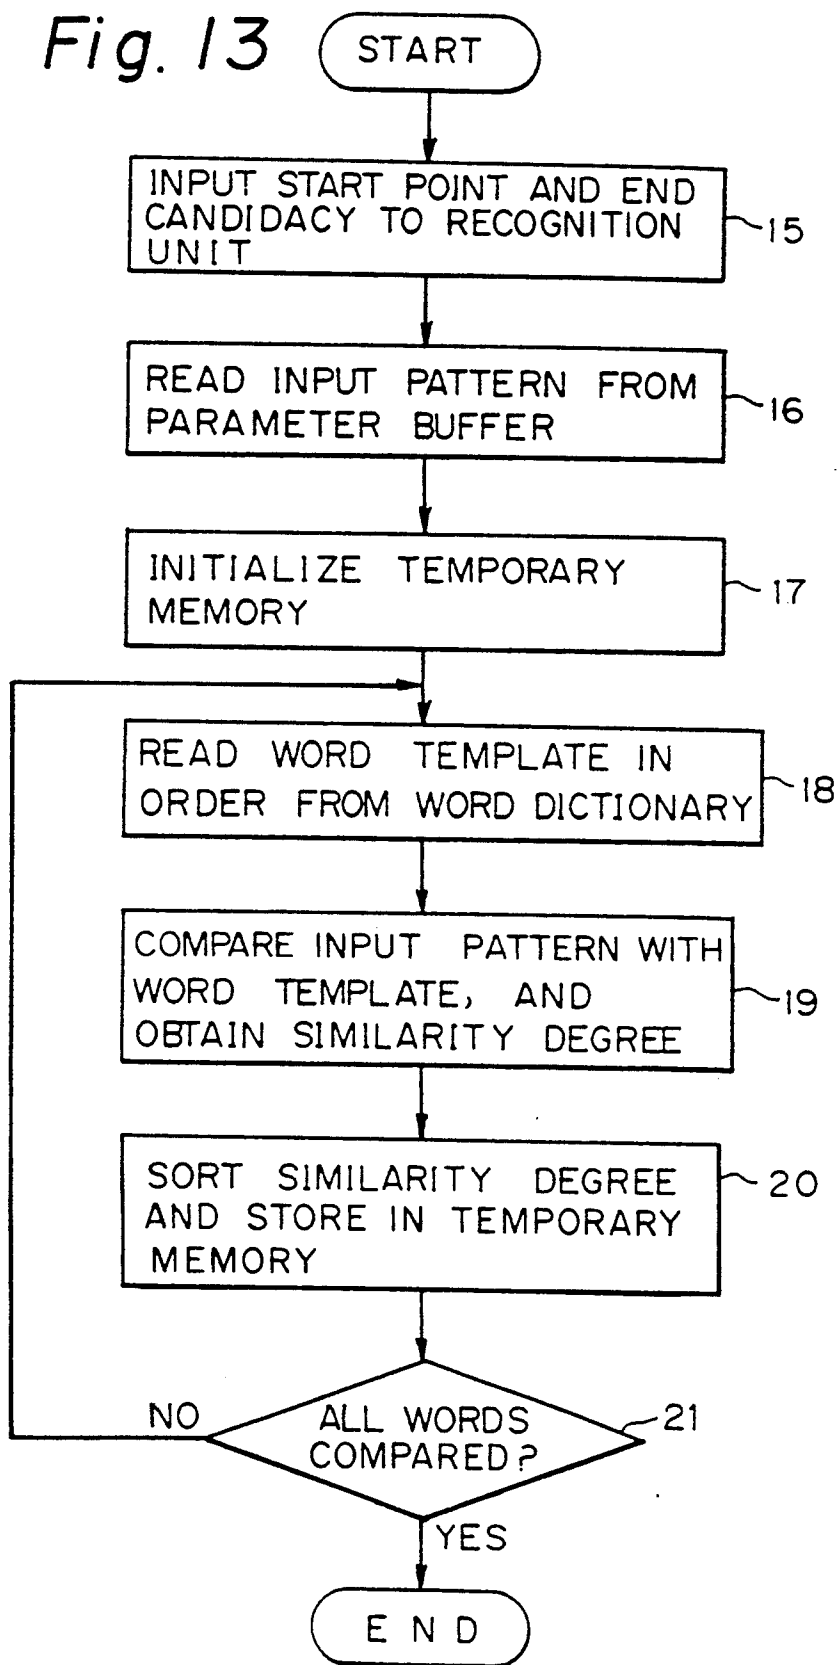 Fig. 13
START
INPUT START POINT AND END
CANDIDACY TO RECOGNITION
UNIT
15
READ INPUT PATTERN FROM
PARAMETER BUFFER
16
INITIALIZE TEMPORARY
MEMORY
17
READ WORD TEMPLATE IN
ORDER FROM WORD DICTIONARY
18
COMPARE INPUT PATTERN WITH
WORD TEMPLATE, AND
OBTAIN SIMILARITY DEGREE
19
SORT SIMILARITY DEGREE
AND STORE IN TEMPORARY
MEMORY
20
NO
ALL WORDS
COMPARED?
21
YES
END